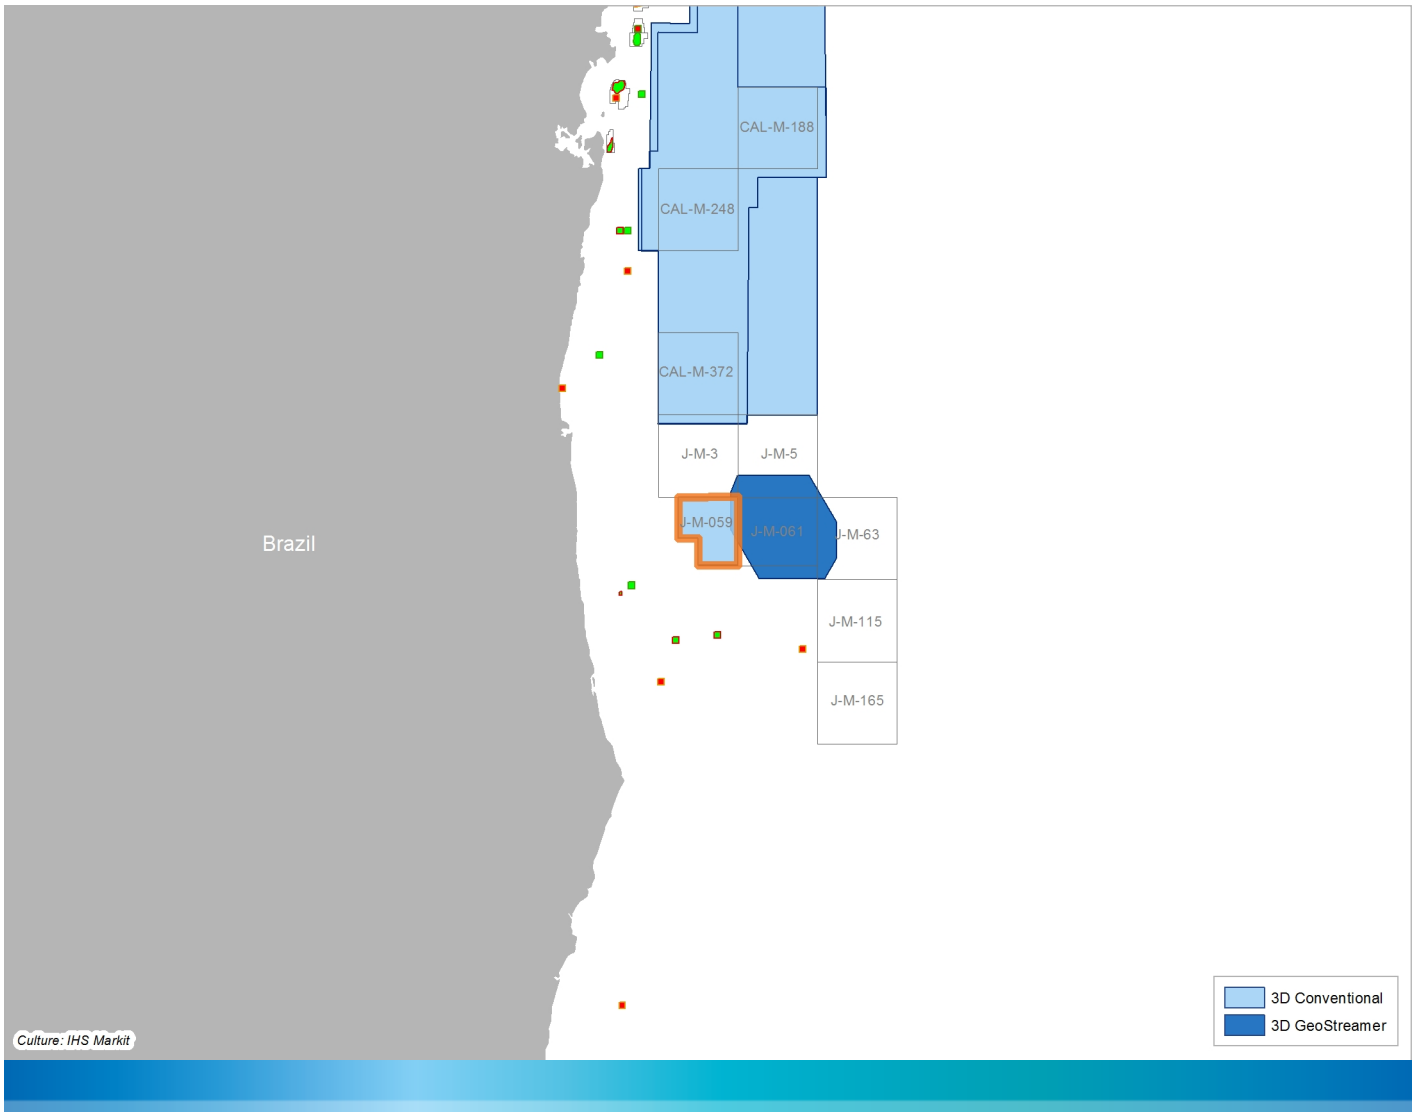 CAL-M-188
CAL-M-248
CAL-M-372
J-M-3
J-M-5
J-M-059
J-M-061
J-M-63
Brazil
J-M-115
J-M-165
3D Conventional
3D GeoStreamer
Culture: IHS Markit